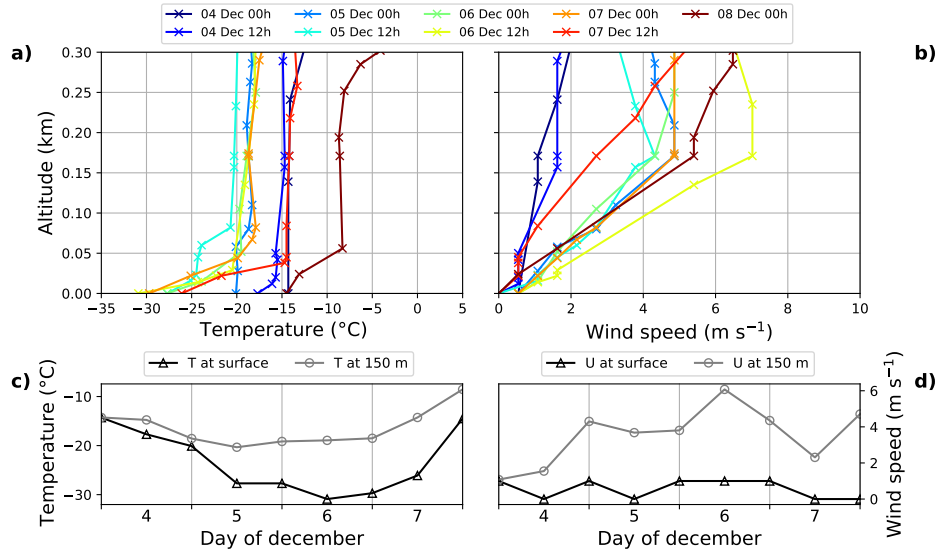 04 Dec 00h 05 Dec 00h 06 Dec 00h 07 Dec 00h 08 Dec 00h
04 Dec 12h 05 Dec 12h 06 Dec 12h 07 Dec 12h
a) b)
Altitude (km)
0.30
0.25
0.20
0.15
0.10
0.05
0.00
−35 −30 −25 −20 −15 −10 −5 0 5
Temperature (°C)
0 2 4 6 8 10
Wind speed (m s⁻¹)
c) d)
T at surface T at 150 m
U at surface U at 150 m
Temperature (°C)
−10
−20
−30
4 5 6 7
Day of december
4 5 6 7
Day of december
6
4
2
0
Wind speed (m s⁻¹)